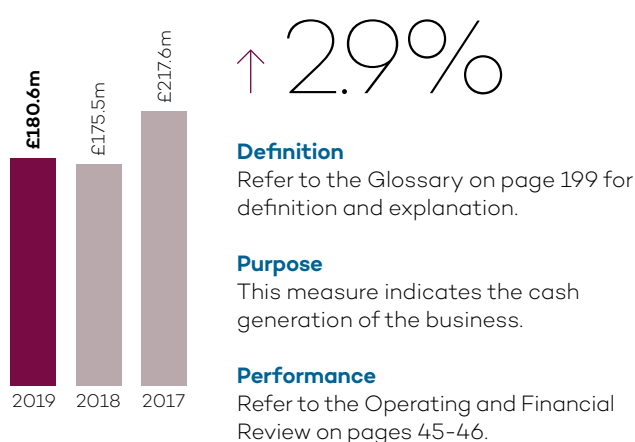 £180.6m
£175.5m
£217.6m
2019 2018 2017
↑ 2.9%
Definition
Refer to the Glossary on page 199 for
definition and explanation.
Purpose
This measure indicates the cash
generation of the business.
Performance
Refer to the Operating and Financial
Review on pages 45-46.